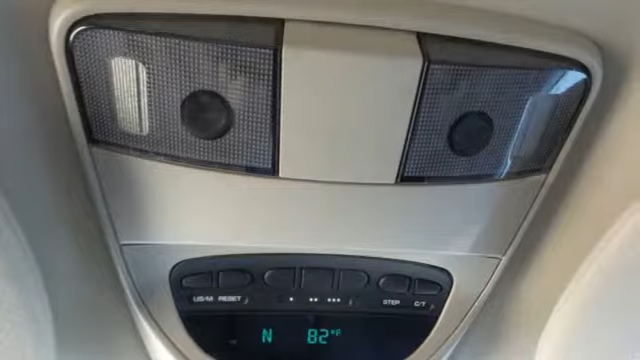 US/M RESET • •• ••• STEP C/T
N 82°F